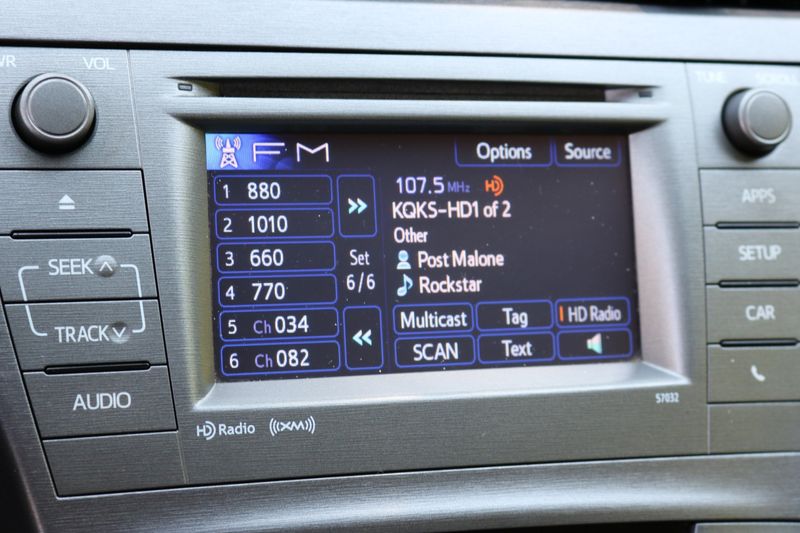 WR
VOL
TUNE
SCROLL
FM
Options
Source
1 880
2 1010
3 660
4 770
5 Ch 034
6 Ch 082
Set
6/6
107.5 MHz HD
KQKS-HD1 of 2
Other
Post Malone
Rockstar
Multicast
Tag
HD Radio
SCAN
Text
SEEK
TRACK
AUDIO
APPS
SETUP
CAR
HD Radio
((XM))
57032